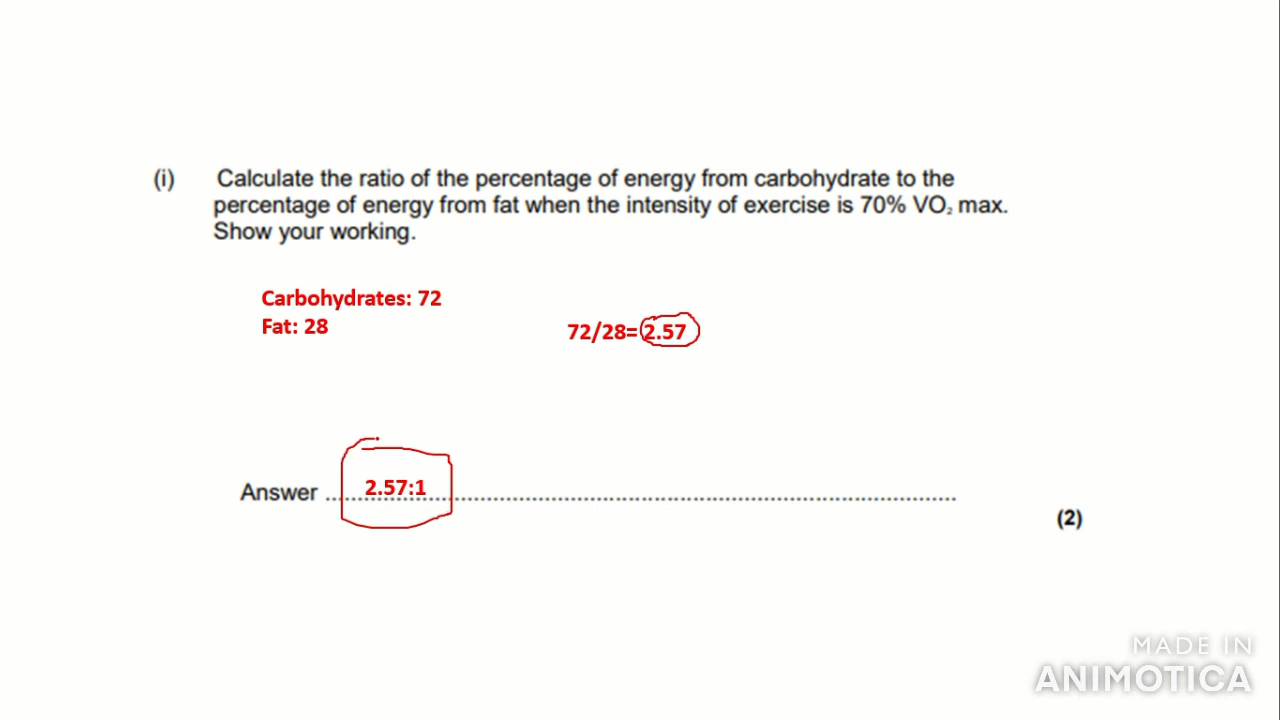 (i) Calculate the ratio of the percentage of energy from carbohydrate to the
percentage of energy from fat when the intensity of exercise is 70% VO₂ max.
Show your working.
Carbohydrates: 72
Fat: 28
72/28= 2.57
Answer .......2.57:1.......................................................................
(2)
MADE IN
ANIMOTICA